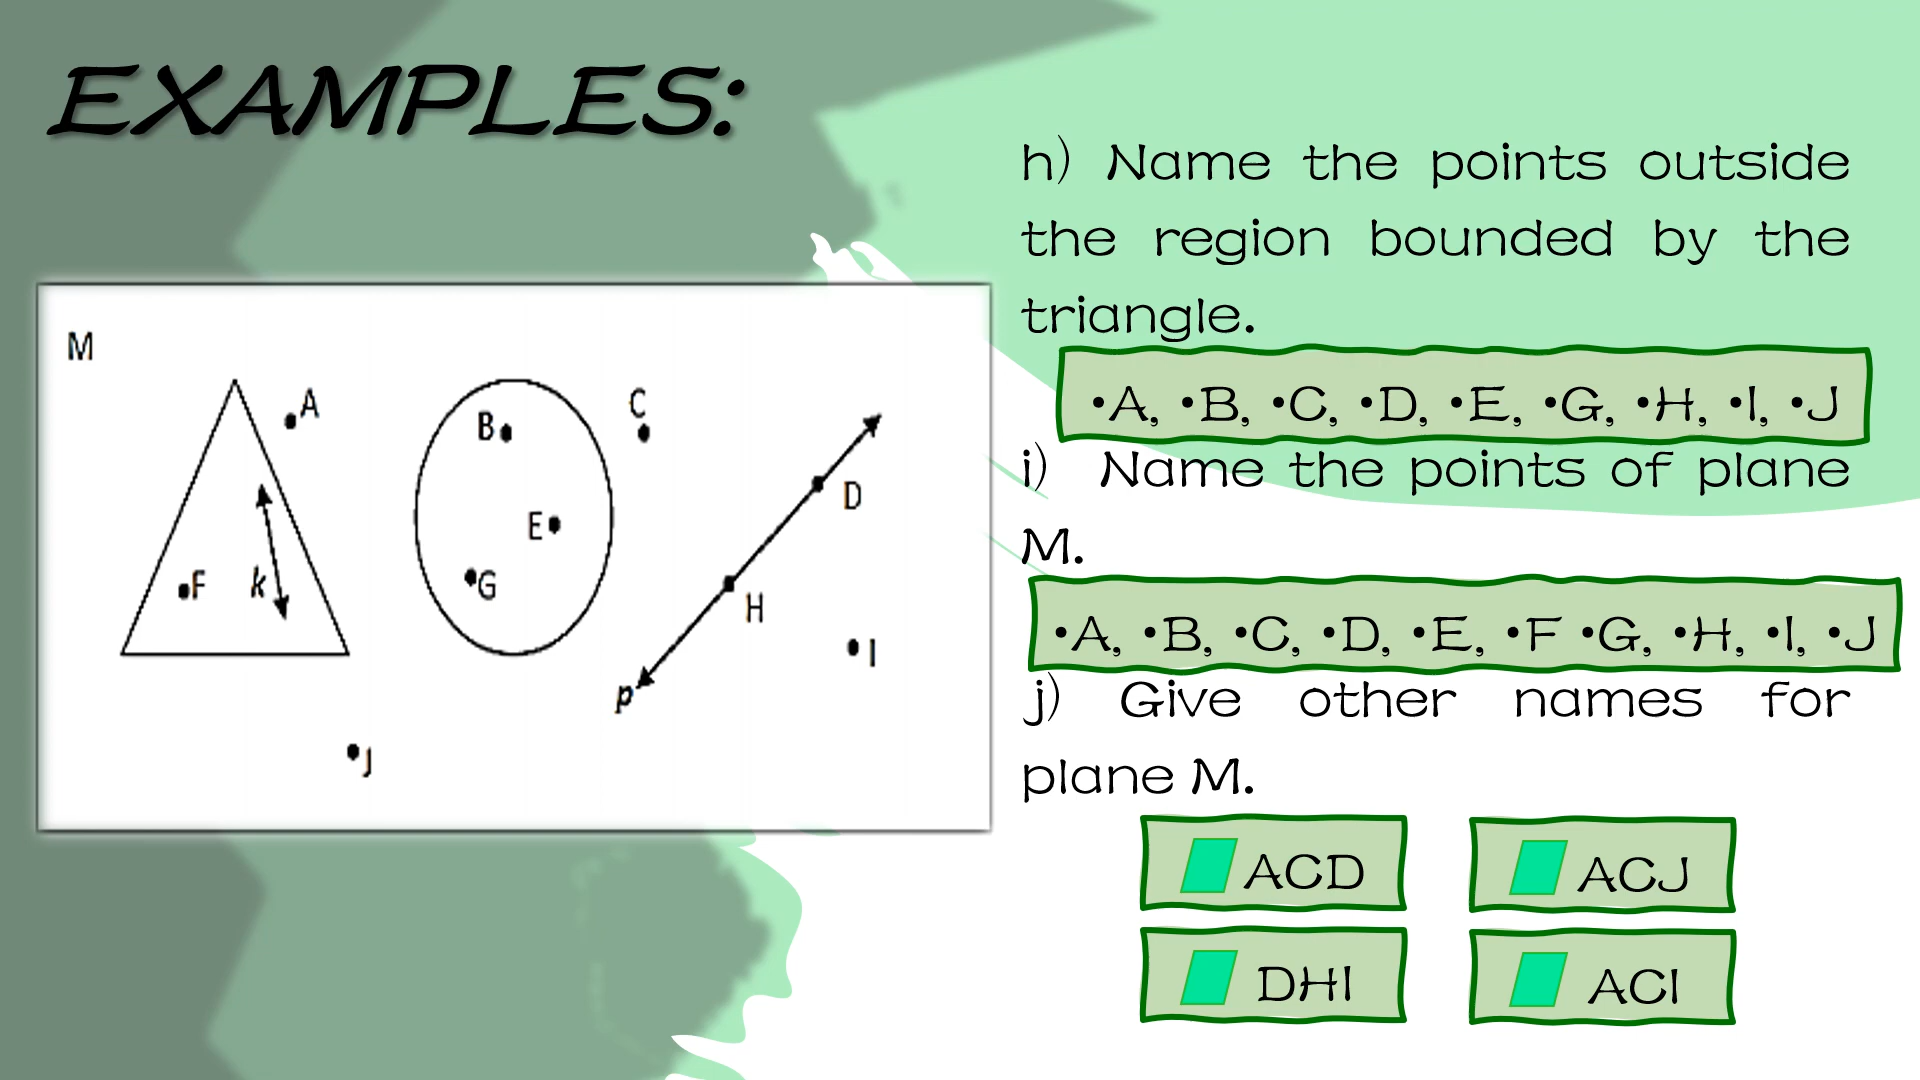 EXAMPLES:
M
A
B
C
D
E
F
k
G
H
I
p
J
h) Name the points outside
the region bounded by the
triangle.
•A, •B, •C, •D, •E, •G, •H, •I, •J
i) Name the points of plane
M.
•A, •B, •C, •D, •E, •F •G, •H, •I, •J
j) Give other names for
plane M.
ACD
ACJ
DHI
ACI